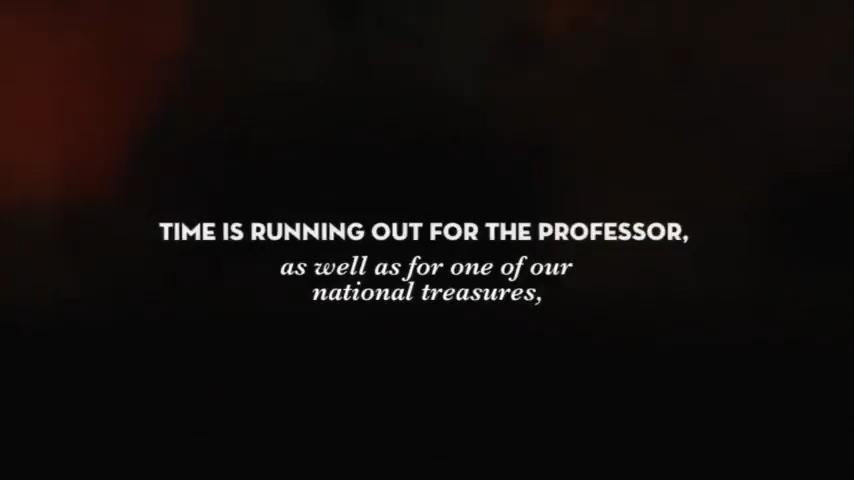 TIME IS RUNNING OUT FOR THE PROFESSOR,
as well as for one of our
national treasures,